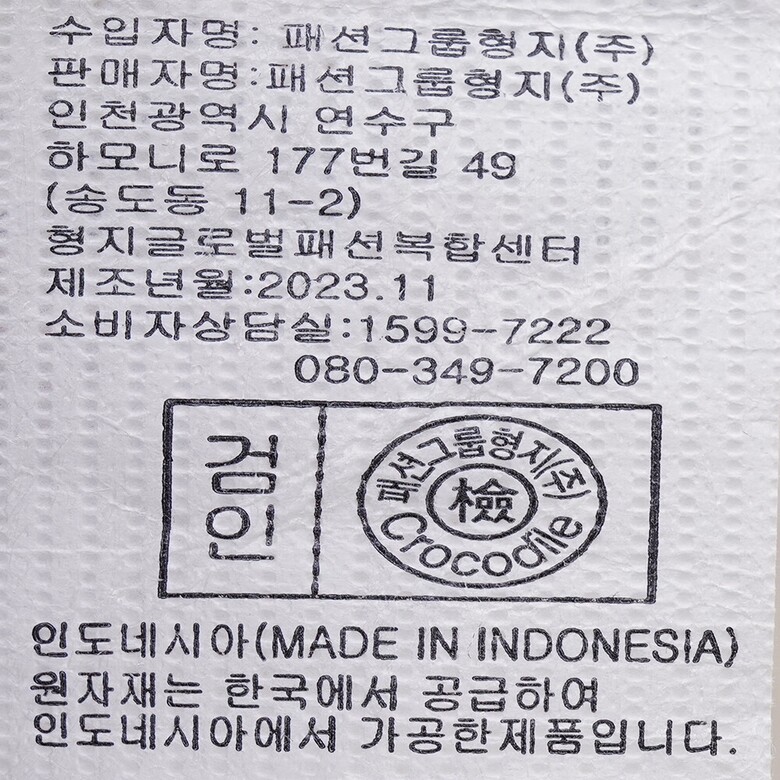 수입자명: 패션그룹형지(주)
판매자명:패션그룹형지(주)
인천광역시 연수구
하모니로 177번길 49
(송도동 11-2)
형지글로벌패션복합센터
제조년월:2023.11
소비자상담실:1599-7222
080-349-7200
검인
패션그룹형지(주)
檢
Crocodile
인도네시아(MADE IN INDONESIA)
원자재는 한국에서 공급하여
인도네시아에서 가공한제품입니다.